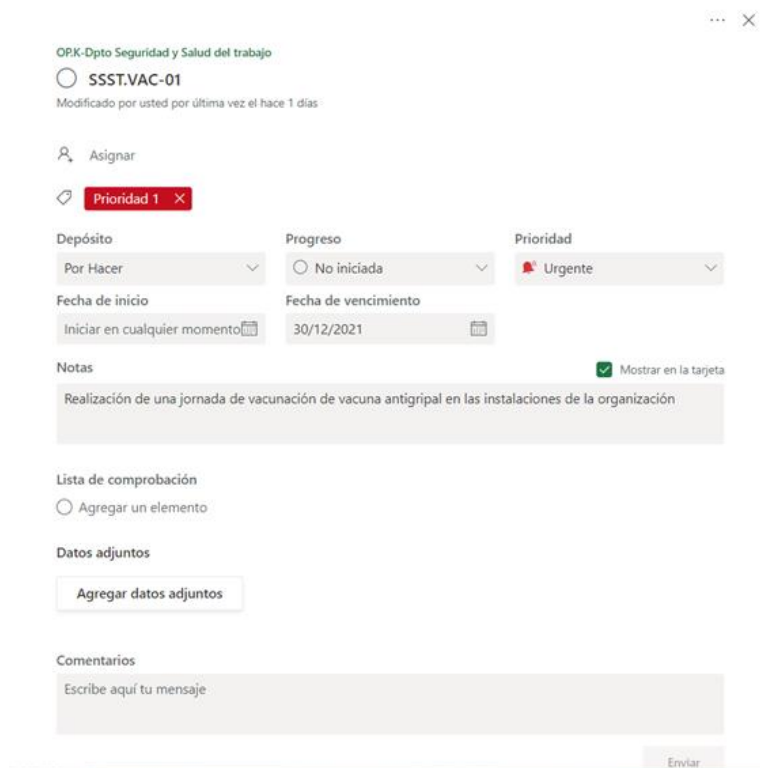 OP.K-Dpto Seguridad y Salud del trabajo
SSST.VAC-01
Modificado por usted por última vez el hace 1 días
Asignar
Prioridad 1
Depósito Progreso Prioridad
Por Hacer No iniciada Urgente
Fecha de inicio Fecha de vencimiento
Iniciar en cualquier momento 30/12/2021
Notas Mostrar en la tarjeta
Realización de una jornada de vacunación de vacuna antigripal en las instalaciones de la organización
Lista de comprobación
Agregar un elemento
Datos adjuntos
Agregar datos adjuntos
Comentarios
Escribe aquí tu mensaje
Enviar